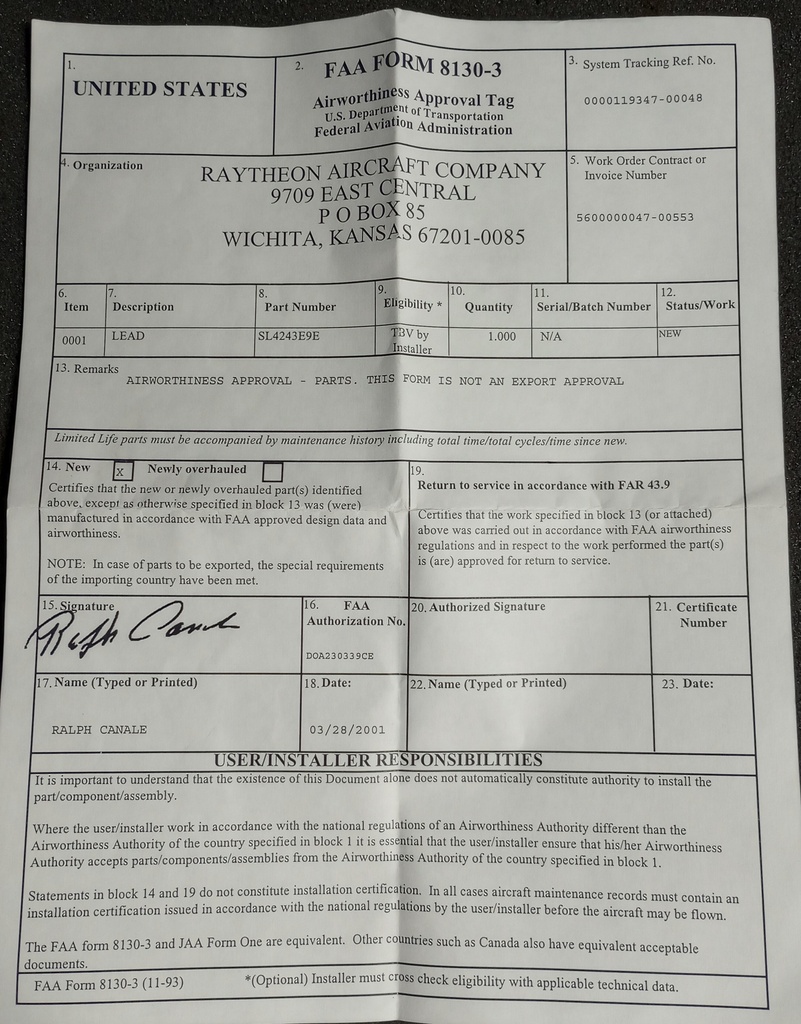 1.
UNITED STATES
2. FAA FORM 8130-3
Airworthiness Approval Tag
U.S. Department of Transportation
Federal Aviation Administration
3. System Tracking Ref. No.
0000119347-00048
4. Organization
RAYTHEON AIRCRAFT COMPANY
9709 EAST CENTRAL
P O BOX 85
WICHITA, KANSAS 67201-0085
5. Work Order Contract or
Invoice Number
5600000047-00553
6.
Item
7.
Description
8.
Part Number
9.
Eligibility *
10.
Quantity
11.
Serial/Batch Number
12.
Status/Work
0001
LEAD
SL4243E9E
TBV by
Installer
1.000
N/A
NEW
13. Remarks
AIRWORTHINESS APPROVAL - PARTS. THIS FORM IS NOT AN EXPORT APPROVAL
Limited Life parts must be accompanied by maintenance history including total time/total cycles/time since new.
14. New x Newly overhauled
Certifies that the new or newly overhauled part(s) identified
above, except as otherwise specified in block 13 was (were)
manufactured in accordance with FAA approved design data and
airworthiness.
NOTE: In case of parts to be exported, the special requirements
of the importing country have been met.
19.
Return to service in accordance with FAR 43.9
Certifies that the work specified in block 13 (or attached)
above was carried out in accordance with FAA airworthiness
regulations and in respect to the work performed the part(s)
is (are) approved for return to service.
15. Signature
Ralph Canale
16. FAA
Authorization No.
DOA230339CE
20. Authorized Signature
21. Certificate
Number
17. Name (Typed or Printed)
RALPH CANALE
18. Date:
03/28/2001
22. Name (Typed or Printed)
23. Date:
USER/INSTALLER RESPONSIBILITIES
It is important to understand that the existence of this Document alone does not automatically constitute authority to install the
part/component/assembly.
Where the user/installer work in accordance with the national regulations of an Airworthiness Authority different than the
Airworthiness Authority of the country specified in block 1 it is essential that the user/installer ensure that his/her Airworthiness
Authority accepts parts/components/assemblies from the Airworthiness Authority of the country specified in block 1.
Statements in block 14 and 19 do not constitute installation certification. In all cases aircraft maintenance records must contain an
installation certification issued in accordance with the national regulations by the user/installer before the aircraft may be flown.
The FAA form 8130-3 and JAA Form One are equivalent. Other countries such as Canada also have equivalent acceptable
documents.
FAA Form 8130-3 (11-93)
*(Optional) Installer must cross check eligibility with applicable technical data.